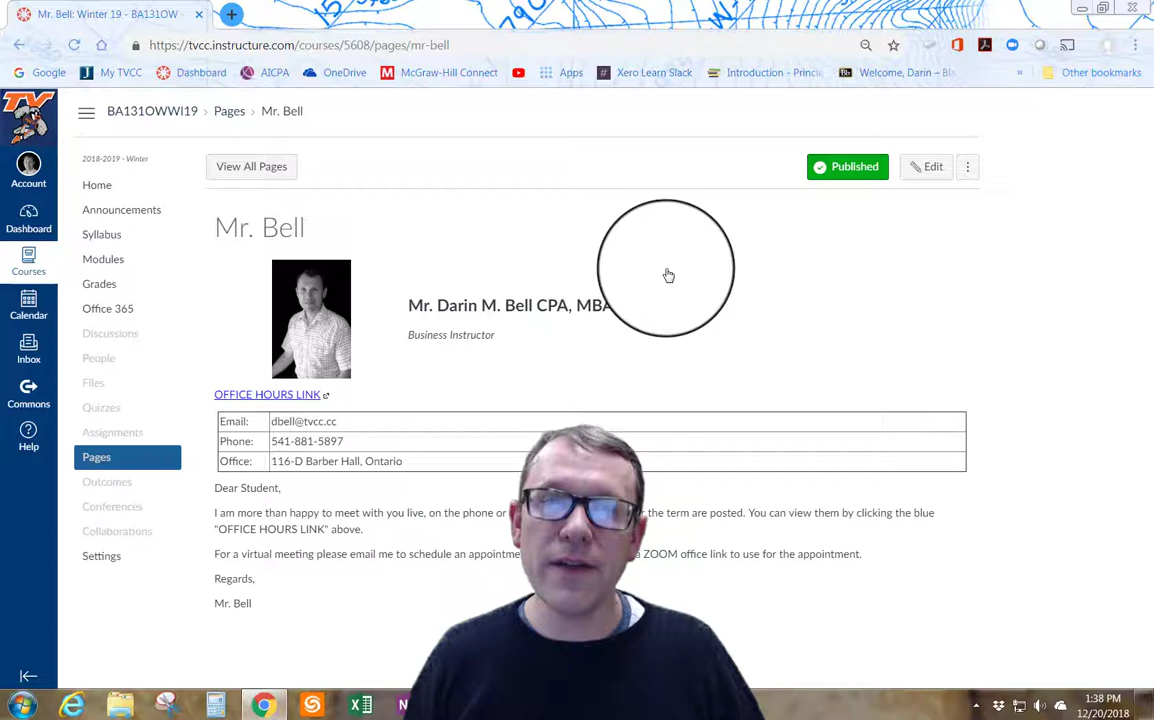 Mr. Bell: Winter 19 - BA131OW
https://tvcc.instructure.com/courses/5608/pages/mr-bell
Google My TVCC Dashboard AICPA OneDrive McGraw-Hill Connect Apps Xero Learn Slack Introduction - Princi Welcome, Darin – Bl » Other bookmarks
TV
BA131OWWI19 > Pages > Mr. Bell
2018-2019 - Winter
View All Pages
Published
Edit
Account
Dashboard
Courses
Calendar
Inbox
Commons
Help
Home
Announcements
Syllabus
Modules
Grades
Office 365
Discussions
People
Files
Quizzes
Assignments
Pages
Outcomes
Conferences
Collaborations
Settings
Mr. Bell
Mr. Darin M. Bell CPA, MBA
Business Instructor
OFFICE HOURS LINK
Email: dbell@tvcc.cc
Phone: 541-881-5897
Office: 116-D Barber Hall, Ontario
Dear Student,
I am more than happy to meet with you live, on the phone or the term are posted. You can view them by clicking the blue
"OFFICE HOURS LINK" above.
For a virtual meeting please email me to schedule an appointme a ZOOM office link to use for the appointment.
Regards,
Mr. Bell
1:38 PM
12/20/2018